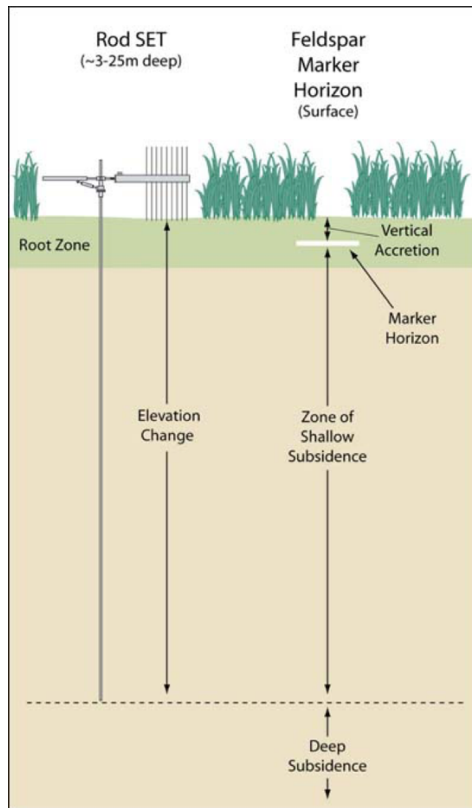 Rod SET
(~3-25m deep)
Feldspar
Marker
Horizon
(Surface)
Root Zone
Vertical
Accretion
Marker
Horizon
Elevation
Change
Zone of
Shallow
Subsidence
Deep
Subsidence